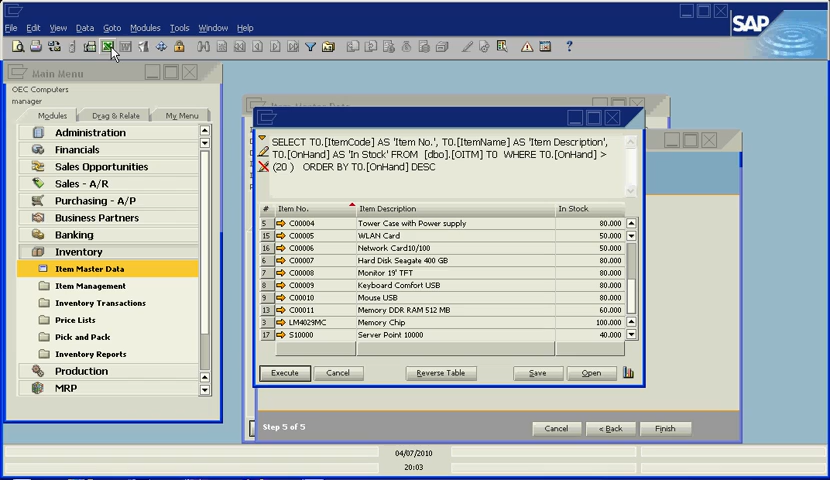 File Edit View Data Goto Modules Tools Window Help
SAP
Main Menu
OEC Computers
manager
Modules Drag & Relate My Menu
Administration
Financials
Sales Opportunities
Sales - A/R
Purchasing - A/P
Business Partners
Banking
Inventory
Item Master Data
Item Management
Inventory Transactions
Price Lists
Pick and Pack
Inventory Reports
Production
MRP
Item Master Data
SELECT T0.[ItemCode] AS 'Item No.', T0.[ItemName] AS 'Item Description',
T0.[OnHand] AS 'In Stock' FROM [dbo].[OITM] T0 WHERE T0.[OnHand] >
(20 ) ORDER BY T0.[OnHand] DESC
# Item No. Item Description In Stock
5 C00004 Tower Case with Power supply 80.000
15 C00005 WLAN Card 50.000
16 C00006 Network Card10/100 50.000
6 C00007 Hard Disk Seagate 400 GB 80.000
7 C00008 Monitor 19' TFT 80.000
8 C00009 Keyboard Comfort USB 80.000
9 C00010 Mouse USB 80.000
13 C00011 Memory DDR RAM 512 MB 60.000
3 LM4029MC Memory Chip 100.000
17 S10000 Server Point 10000 40.000
Execute Cancel Reverse Table Save Open
Step 5 of 5 Cancel < Back Finish
04/07/2010
20:03